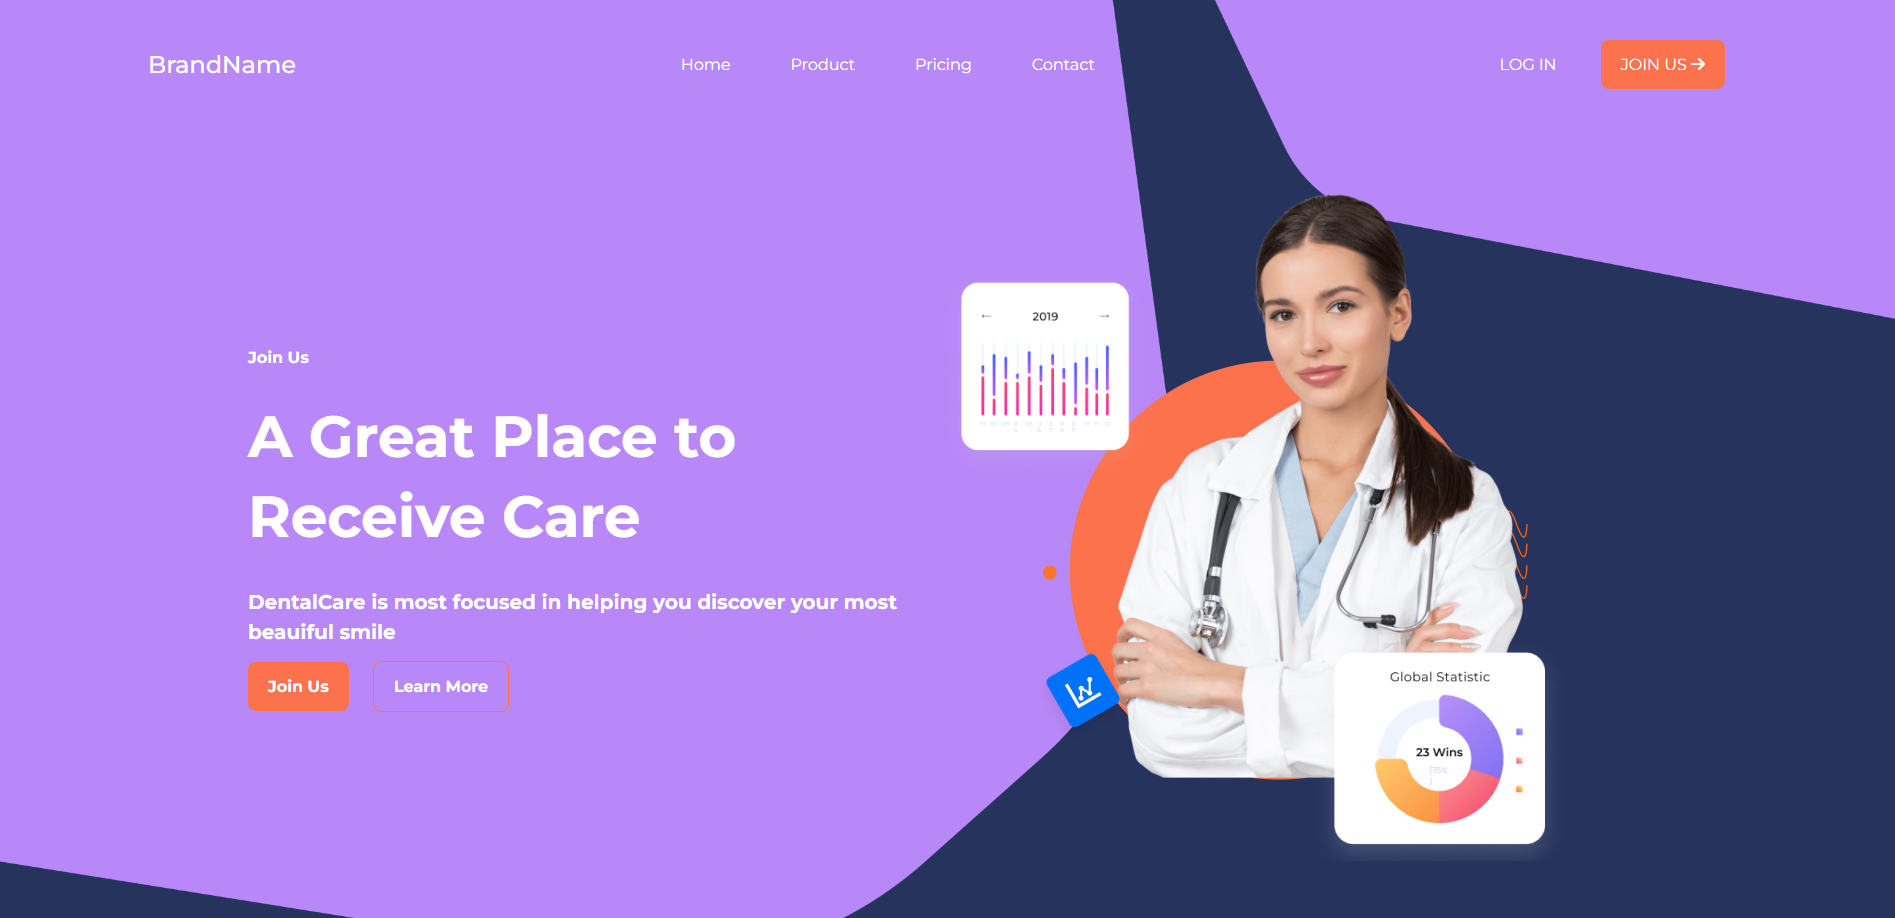 BrandName
Home
Product
Pricing
Contact
LOG IN
JOIN US
2019
Join Us
A Great Place to
Receive Care
DentalCare is most focused in helping you discover your most
beauiful smile
Join Us
Learn More
Global Statistic
23 Wins